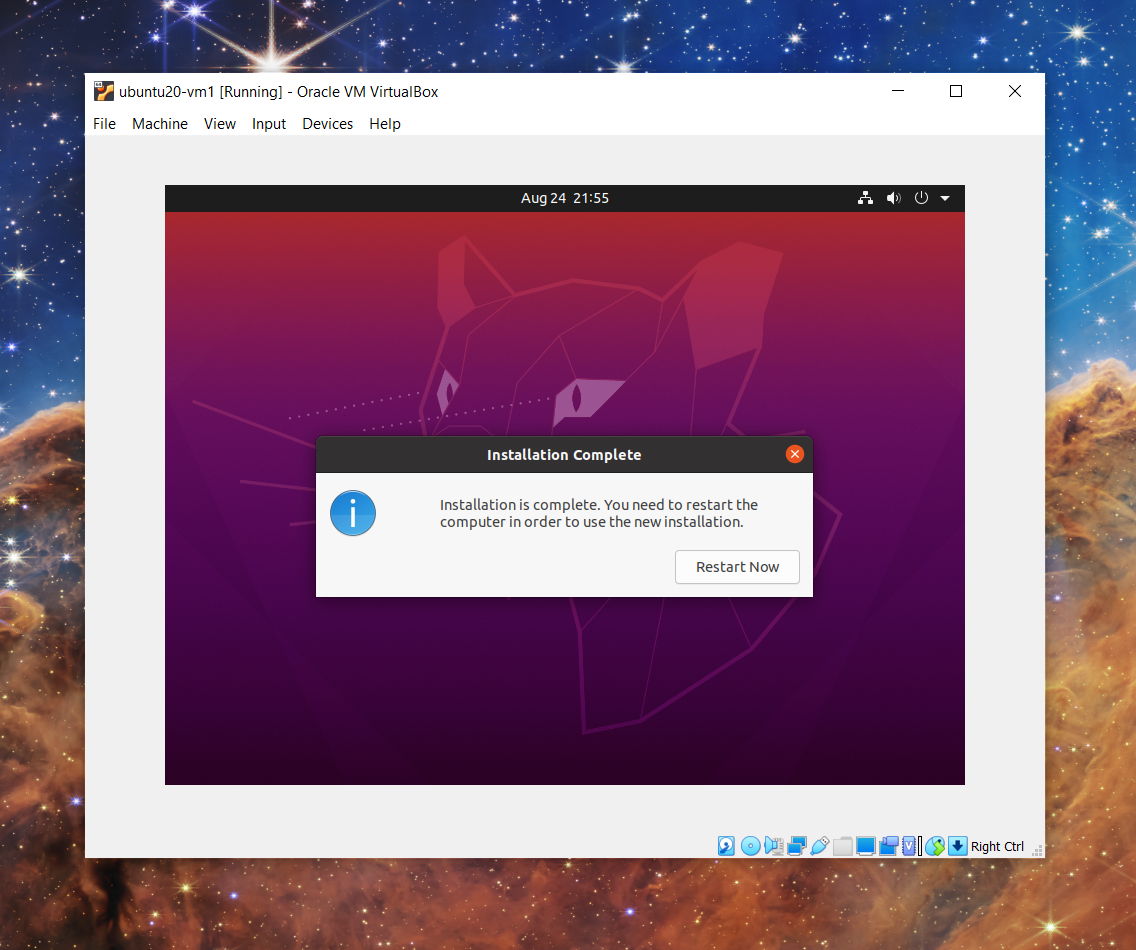 ubuntu20-vm1 [Running] - Oracle VM VirtualBox
File Machine View Input Devices Help
Aug 24 21:55
Installation Complete
Installation is complete. You need to restart the
computer in order to use the new installation.
Restart Now
Right Ctrl